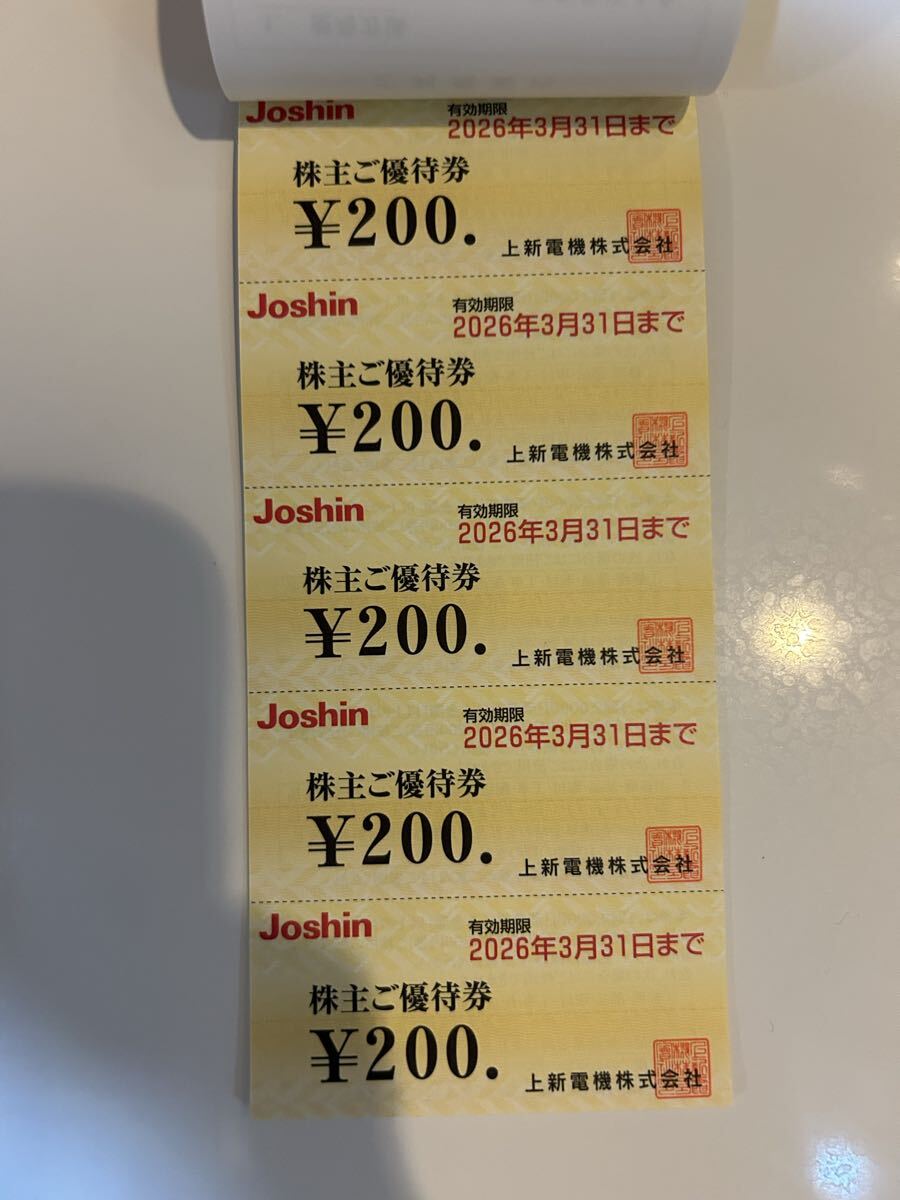 Joshin
有効期限
2026年3月31日まで
株主ご優待券
¥200.
上新電機株式会社
Joshin
有効期限
2026年3月31日まで
株主ご優待券
¥200.
上新電機株式会社
Joshin
有効期限
2026年3月31日まで
株主ご優待券
¥200.
上新電機株式会社
Joshin
有効期限
2026年3月31日まで
株主ご優待券
¥200.
上新電機株式会社
Joshin
有効期限
2026年3月31日まで
株主ご優待券
¥200.
上新電機株式会社